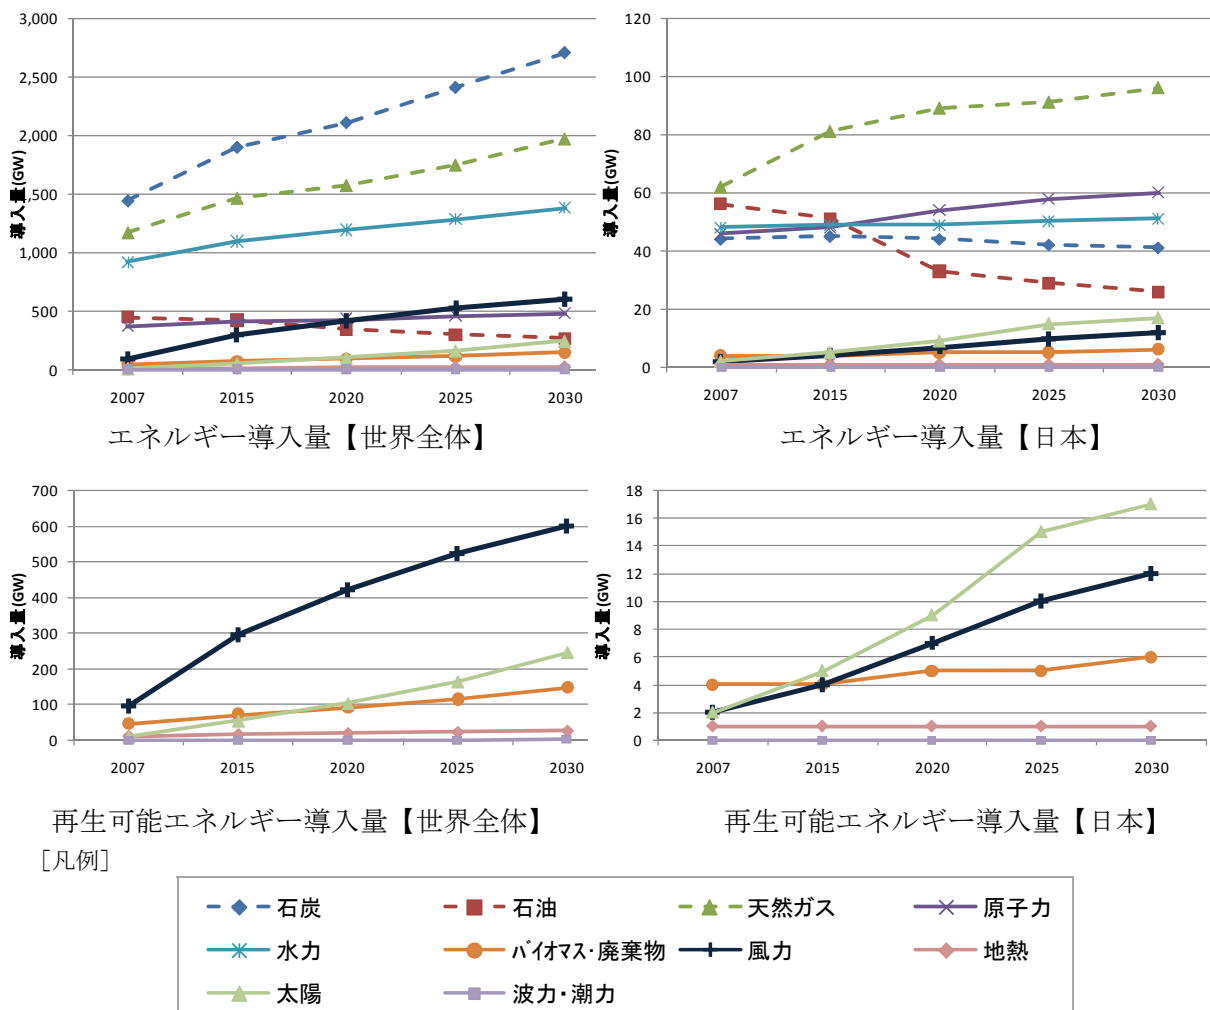 3,000
2,500
2,000
1,500
1,000
500
0
導入量(GW)
2007 2015 2020 2025 2030
エネルギー導入量【世界全体】
120
100
80
60
40
20
0
導入量(GW)
2007 2015 2020 2025 2030
エネルギー導入量【日本】
700
600
500
400
300
200
100
0
導入量(GW)
2007 2015 2020 2025 2030
再生可能エネルギー導入量【世界全体】
18
16
14
12
10
8
6
4
2
0
導入量(GW)
2007 2015 2020 2025 2030
再生可能エネルギー導入量【日本】
［凡例］
石炭 石油 天然ガス 原子力
水力 ﾊﾞｲｵﾏｽ･廃棄物 風力 地熱
太陽 波力・潮力